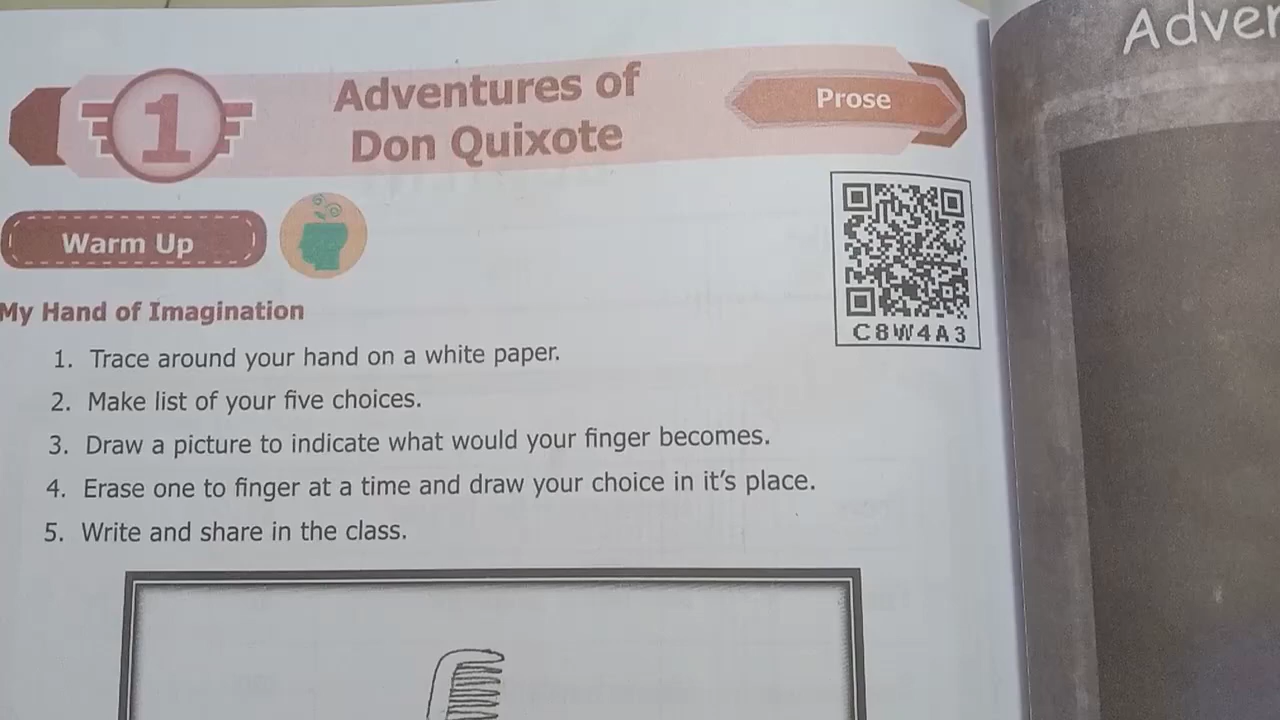 1
Adventures of
Don Quixote
Prose
Warm Up
C8W4A3
My Hand of Imagination
1. Trace around your hand on a white paper.
2. Make list of your five choices.
3. Draw a picture to indicate what would your finger becomes.
4. Erase one to finger at a time and draw your choice in it's place.
5. Write and share in the class.